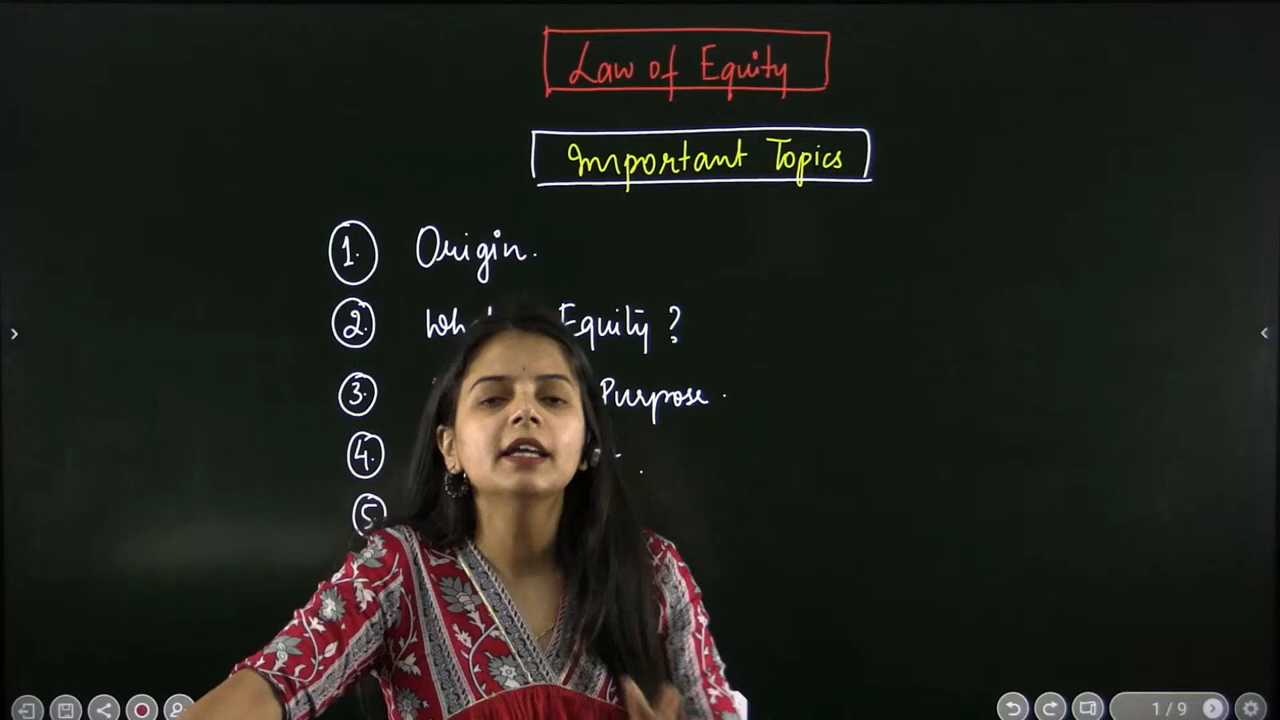 Law of Equity
Important Topics
1. Origin.
2. Equity ?
3. Purpose.
4.
5.
1/9